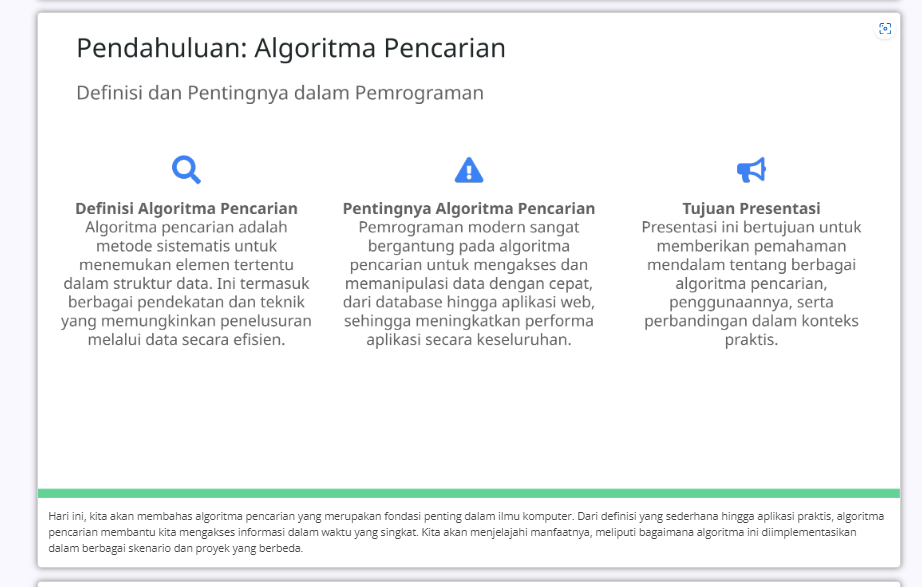 Pendahuluan: Algoritma Pencarian
Definisi dan Pentingnya dalam Pemrograman
Definisi Algoritma Pencarian
Algoritma pencarian adalah
metode sistematis untuk
menemukan elemen tertentu
dalam struktur data. Ini termasuk
berbagai pendekatan dan teknik
yang memungkinkan penelusuran
melalui data secara efisien.
Pentingnya Algoritma Pencarian
Pemrograman modern sangat
bergantung pada algoritma
pencarian untuk mengakses dan
memanipulasi data dengan cepat,
dari database hingga aplikasi web,
sehingga meningkatkan performa
aplikasi secara keseluruhan.
Tujuan Presentasi
Presentasi ini bertujuan untuk
memberikan pemahaman
mendalam tentang berbagai
algoritma pencarian,
penggunaannya, serta
perbandingan dalam konteks
praktis.
Hari ini, kita akan membahas algoritma pencarian yang merupakan fondasi penting dalam ilmu komputer. Dari definisi yang sederhana hingga aplikasi praktis, algoritma
pencarian membantu kita mengakses informasi dalam waktu yang singkat. Kita akan menjelajahi manfaatnya, meliputi bagaimana algoritma ini diimplementasikan
dalam berbagai skenario dan proyek yang berbeda.